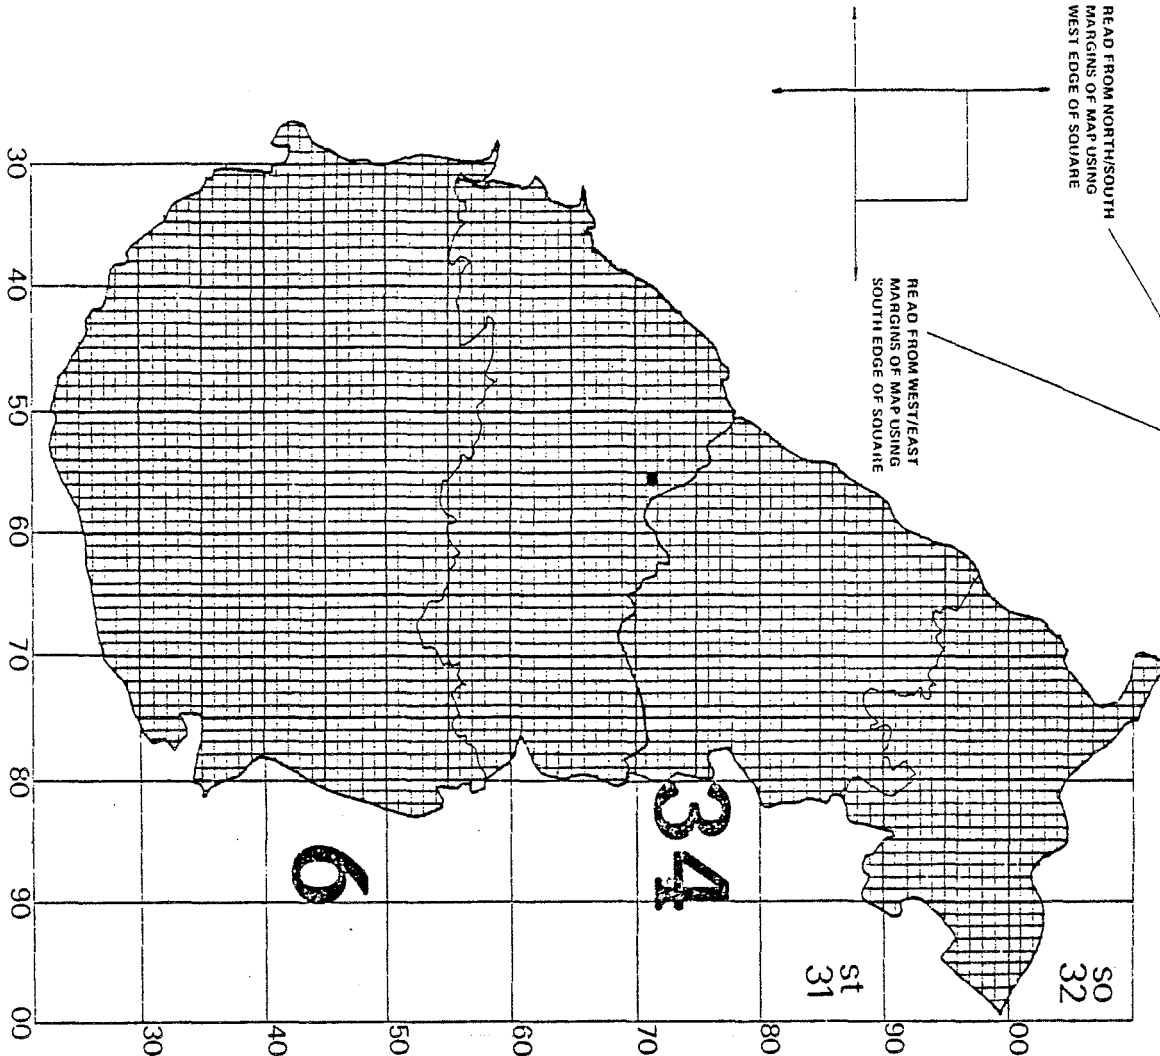 READ FROM NORTH/SOUTH
MARGINS OF MAP USING
WEST EDGE OF SQUARE
READ FROM WEST/EAST
MARGINS OF MAP USING
SOUTH EDGE OF SQUARE
so
32
st
31
34
6
30
40
50
60
70
80
90
00
30
40
50
60
70
80
90
00